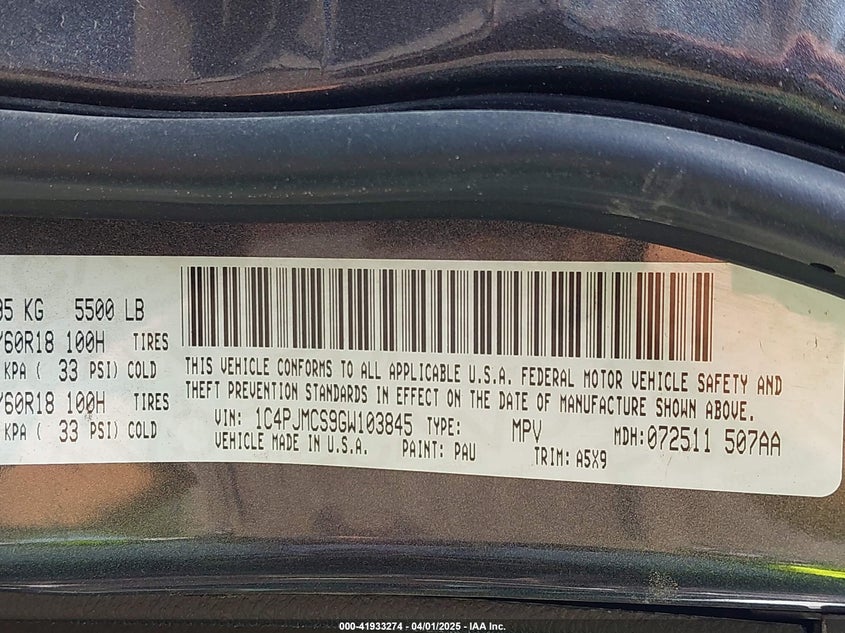 95 KG 5500 LB
/60R18 100H TIRES
KPA ( 33 PSI) COLD
/60R18 100H TIRES
KPA ( 33 PSI) COLD
THIS VEHICLE CONFORMS TO ALL APPLICABLE U.S.A. FEDERAL MOTOR VEHICLE SAFETY AND
THEFT PREVENTION STANDARDS IN EFFECT ON THE DATE OF MANUFACTURE SHOWN ABOVE.
VIN: 1C4PJMCS9GW103845 TYPE: MPV MDH: 072511 507AA
VEHICLE MADE IN U.S.A. PAINT: PAU TRIM: A5X9
000-41933274 - 04/01/2025 - IAA Inc.